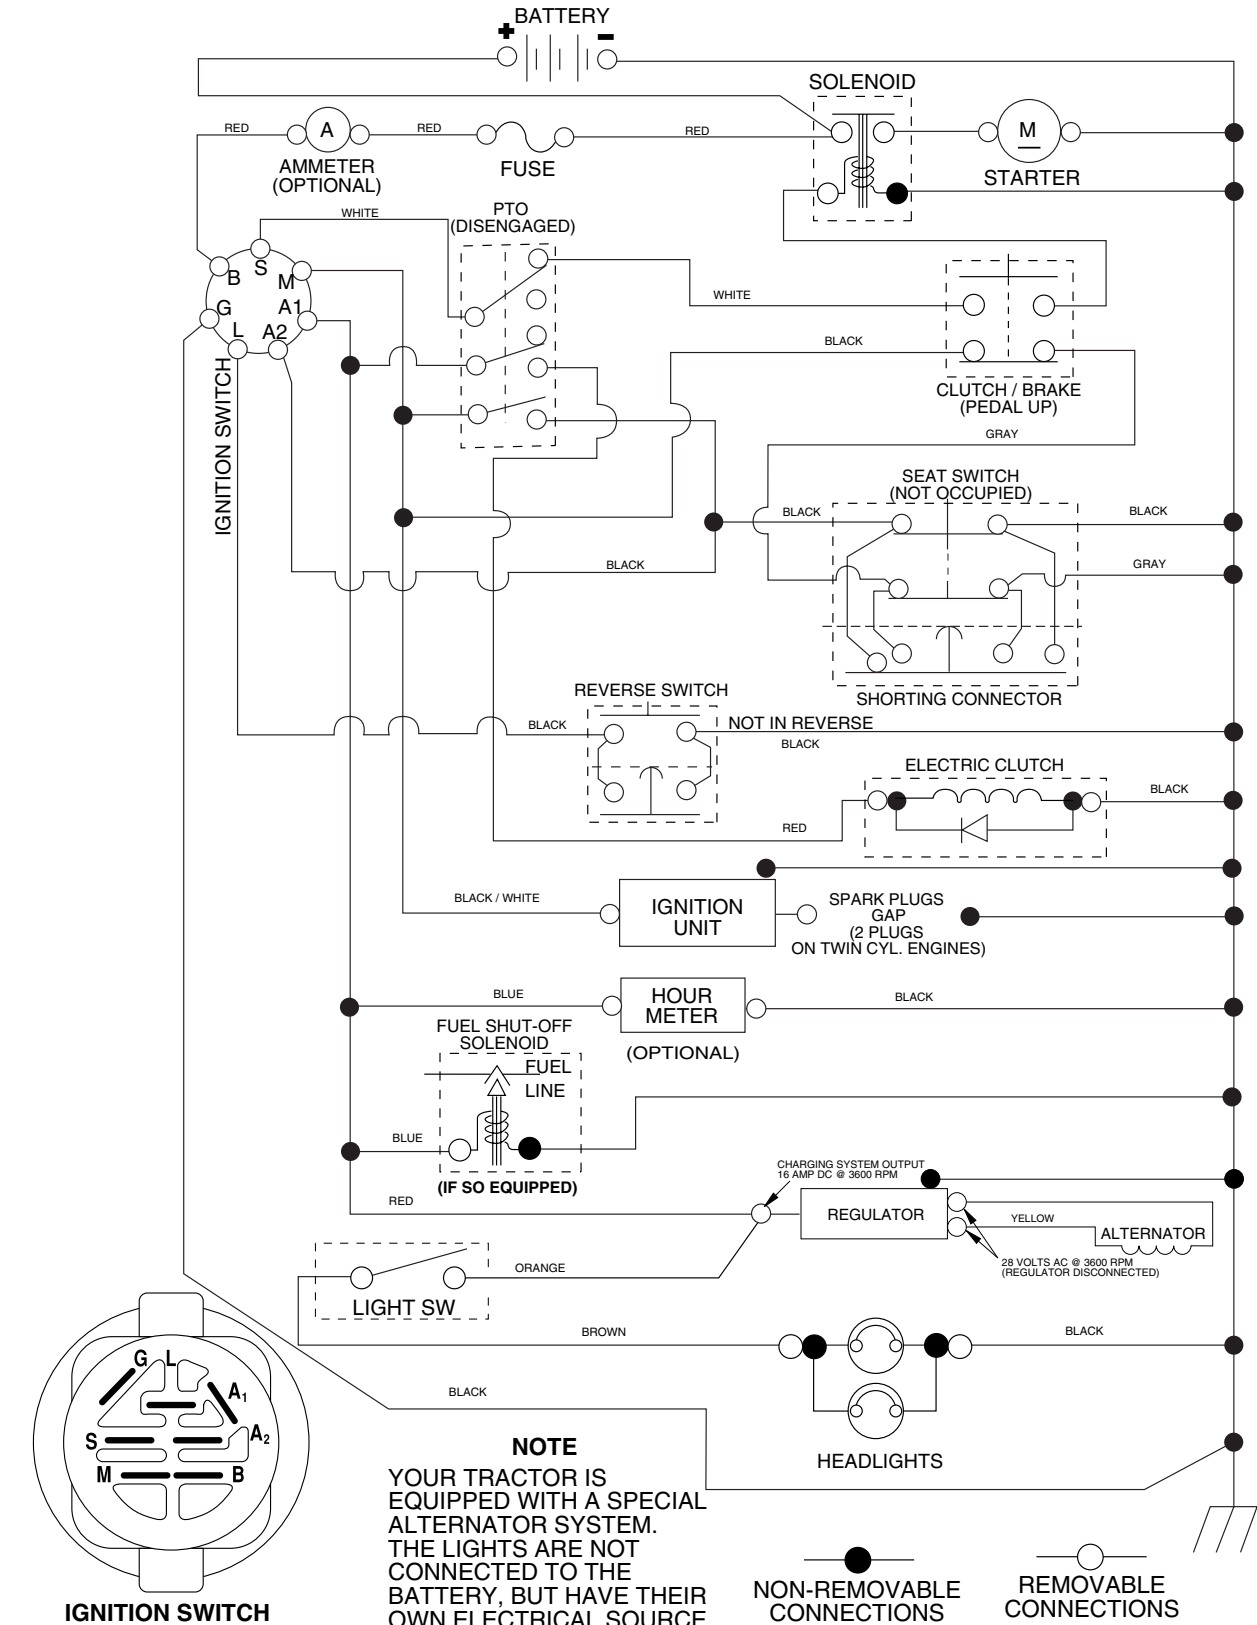 BATTERY
+
-
SOLENOID
RED
A
RED
RED
M
AMMETER
(OPTIONAL)
FUSE
STARTER
WHITE
PTO
(DISENGAGED)
B
S
M
G
A1
L
A2
IGNITION SWITCH
WHITE
BLACK
CLUTCH / BRAKE
(PEDAL UP)
GRAY
SEAT SWITCH
(NOT OCCUPIED)
BLACK
BLACK
BLACK
GRAY
SHORTING CONNECTOR
REVERSE SWITCH
BLACK
NOT IN REVERSE
BLACK
ELECTRIC CLUTCH
BLACK
RED
BLACK / WHITE
IGNITION
UNIT
SPARK PLUGS
GAP
(2 PLUGS
ON TWIN CYL. ENGINES)
BLUE
HOUR
METER
BLACK
(OPTIONAL)
FUEL SHUT-OFF
SOLENOID
FUEL
LINE
BLUE
(IF SO EQUIPPED)
CHARGING SYSTEM OUTPUT
16 AMP DC @ 3600 RPM
RED
REGULATOR
YELLOW
ALTERNATOR
28 VOLTS AC @ 3600 RPM
(REGULATOR DISCONNECTED)
ORANGE
LIGHT SW
BROWN
BLACK
BLACK
HEADLIGHTS
G
L
A1
S
A2
M
B
IGNITION SWITCH
NOTE
YOUR TRACTOR IS
EQUIPPED WITH A SPECIAL
ALTERNATOR SYSTEM.
THE LIGHTS ARE NOT
CONNECTED TO THE
BATTERY, BUT HAVE THEIR
OWN ELECTRICAL SOURCE
NON-REMOVABLE
CONNECTIONS
REMOVABLE
CONNECTIONS